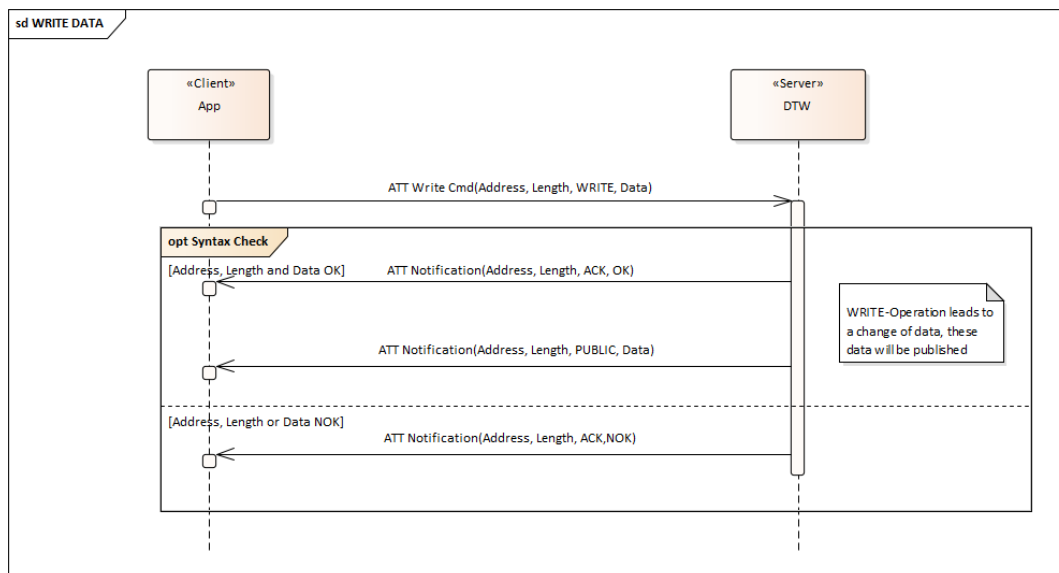 sd WRITE DATA
«Client»
App
«Server»
DTW
ATT Write Cmd(Address, Length, WRITE, Data)
opt Syntax Check
[Address, Length and Data OK]
ATT Notification(Address, Length, ACK, OK)
WRITE-Operation leads to
a change of data, these
data will be published
ATT Notification(Address, Length, PUBLIC, Data)
[Address, Length or Data NOK]
ATT Notification(Address, Length, ACK,NOK)